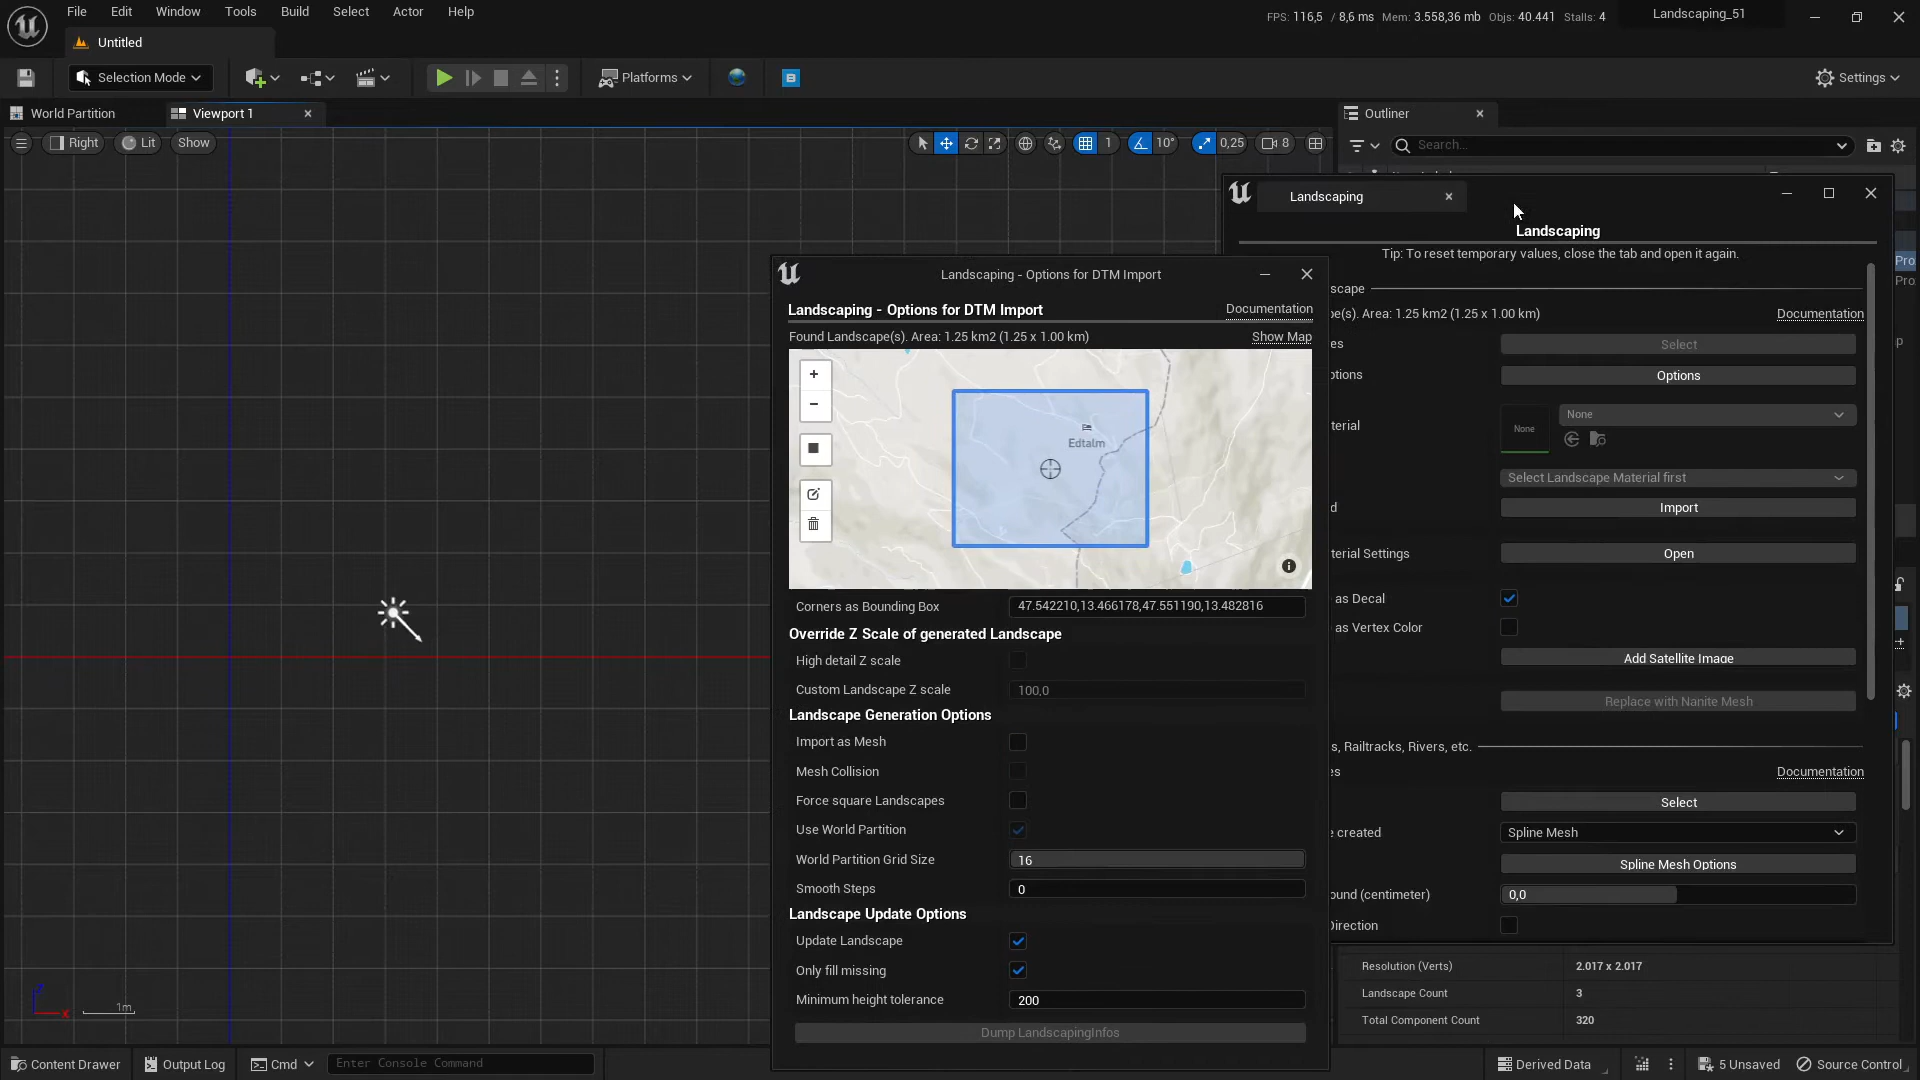 File Edit Window Tools Build Select Actor Help
FPS: 116,5 / 8,6 ms Mem: 3.558,36 mb Objs: 40.441 Stalls: 4
Landscaping_51
Untitled
Selection Mode
Platforms
Settings
World Partition
Viewport 1
Outliner
Right
Lit
Show
1
10°
0,25
8
Search...
Landscaping
Landscaping
Tip: To reset temporary values, close the tab and open it again.
Landscaping - Options for DTM Import
Landscaping - Options for DTM Import
Documentation
Found Landscape(s). Area: 1.25 km2 (1.25 x 1.00 km)
Show Map
+
−
Edtalm
Corners as Bounding Box
47.542210,13.466178,47.551190,13.482816
Override Z Scale of generated Landscape
High detail Z scale
Custom Landscape Z scale
100,0
Landscape Generation Options
Import as Mesh
Mesh Collision
Force square Landscapes
Use World Partition
World Partition Grid Size
16
Smooth Steps
0
Landscape Update Options
Update Landscape
Only fill missing
Minimum height tolerance
200
Dump LandscapingInfos
scape
e(s). Area: 1.25 km2 (1.25 x 1.00 km)
Documentation
es
Select
tions
Options
terial
None
None
Select Landscape Material first
d
Import
terial Settings
Open
as Decal
as Vertex Color
Add Satellite Image
Replace with Nanite Mesh
s, Railtracks, Rivers, etc.
es
Documentation
Select
e created
Spline Mesh
Spline Mesh Options
ound (centimeter)
0,0
Direction
Pro
Pro
p
Resolution (Verts)
2.017 x 2.017
Landscape Count
3
Total Component Count
320
Z
X
1m
Content Drawer
Output Log
Cmd
Enter Console Command
Derived Data
5 Unsaved
Source Control